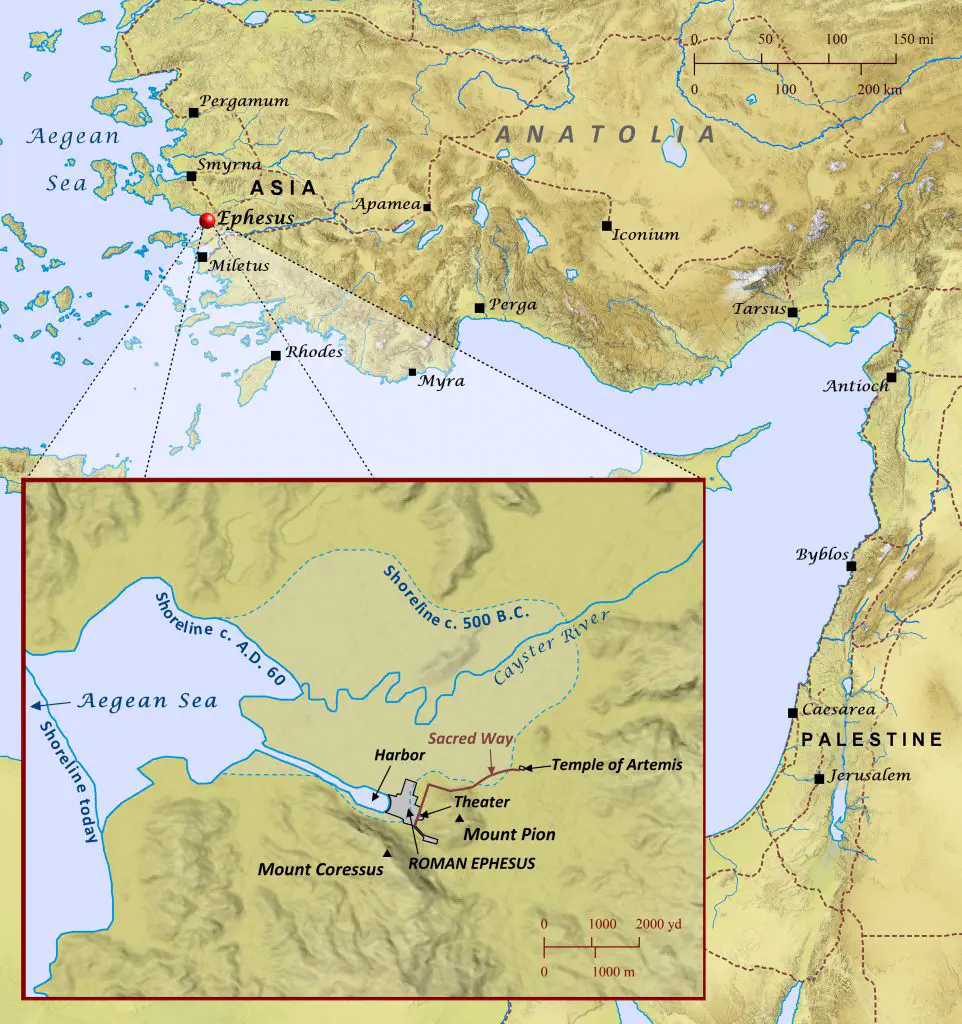 0 50 100 150 mi
0 100 200 km
Pergamum
Aegean
Sea
ANATOLIA
Smyrna
ASIA
Apamea
Ephesus
Iconium
Miletus
Perga
Tarsus
Rhodes
Myra
Antioch
Byblos
Shoreline c. 500 B.C.
Shoreline c. A.D. 60
Cayster River
Aegean Sea
Caesarea
Shoreline today
Sacred Way
PALESTINE
Harbor
Temple of Artemis
Jerusalem
Theater
Mount Pion
Mount Coressus
ROMAN EPHESUS
0 1000 2000 yd
0 1000 m